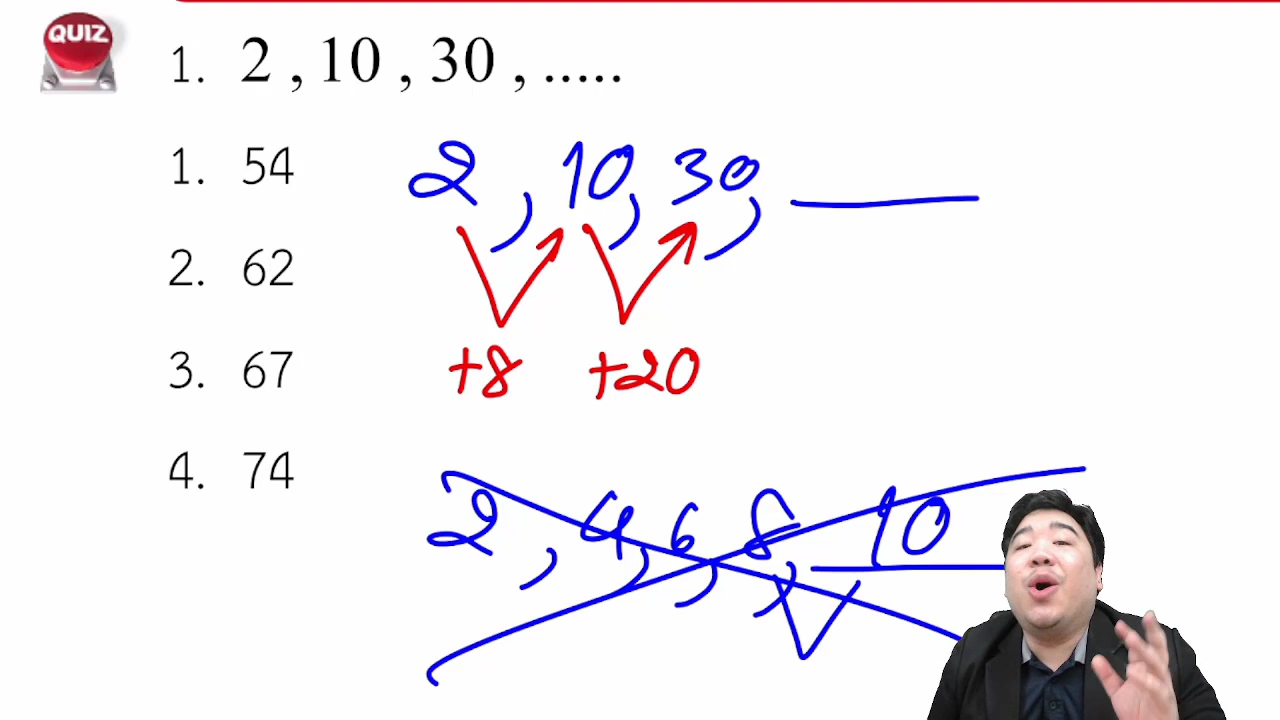 QUIZ
1. 2 , 10 , 30 , .....
1. 54
2. 62
3. 67
4. 74
2 , 10 , 30 ,
+8 +20
2 , 4 , 6 , 8 , 10